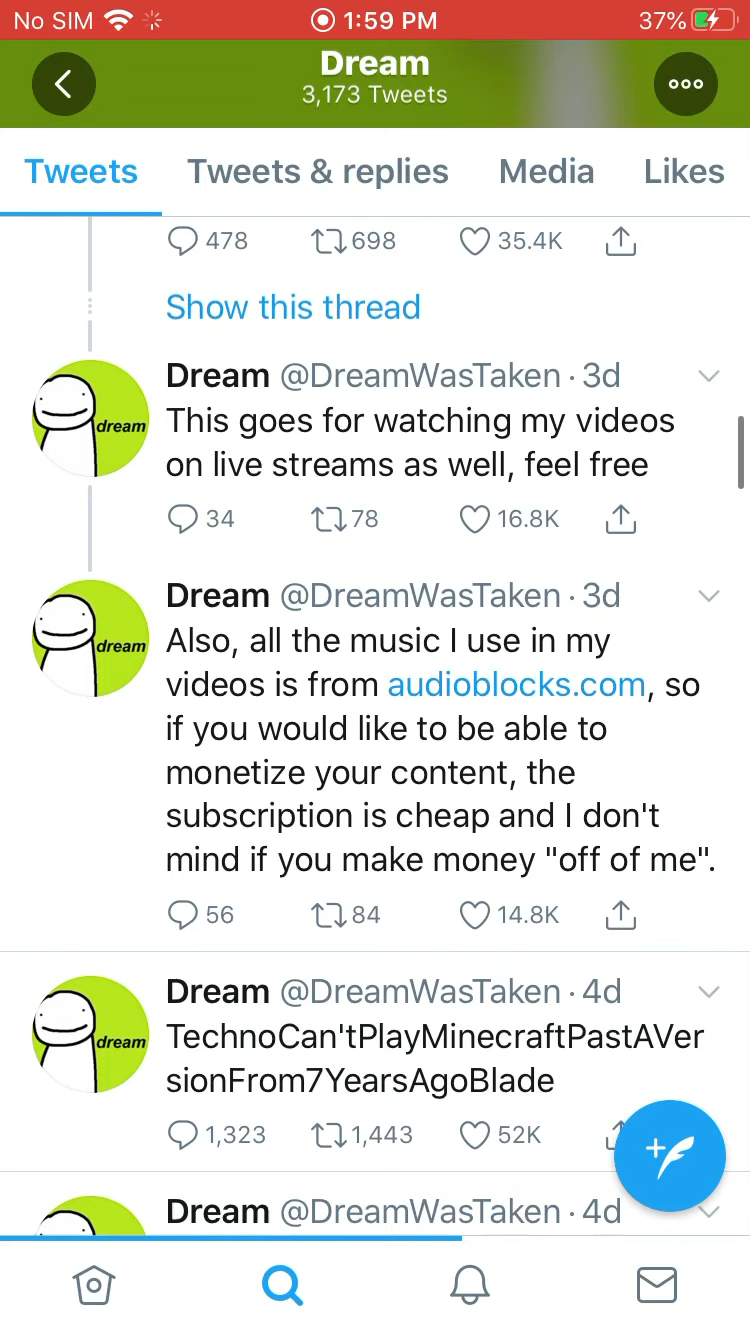 No SIM 1:59 PM 37%
Dream
3,173 Tweets
Tweets Tweets & replies Media Likes
478 698 35.4K
Show this thread
Dream @DreamWasTaken · 3d
This goes for watching my videos
on live streams as well, feel free
dream
34 78 16.8K
Dream @DreamWasTaken · 3d
Also, all the music I use in my
dream
videos is from audioblocks.com, so
if you would like to be able to
monetize your content, the
subscription is cheap and I don't
mind if you make money "off of me".
56 84 14.8K
Dream @DreamWasTaken · 4d
TechnoCan'tPlayMinecraftPastAVer
dream
sionFrom7YearsAgoBlade
1,323 1,443 52K
Dream @DreamWasTaken · 4d